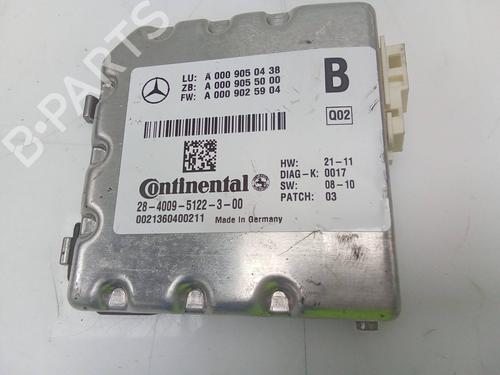 LU: A 000 905 04 38
ZB: A 000 905 50 00
FW: A 000 902 59 04
B
Q02
HW: 21-11
DIAG-K: 0017
SW: 08-10
PATCH: 03
Continental
28-4009-5122-3-00
0021360400211 Made in Germany
B-PARTS